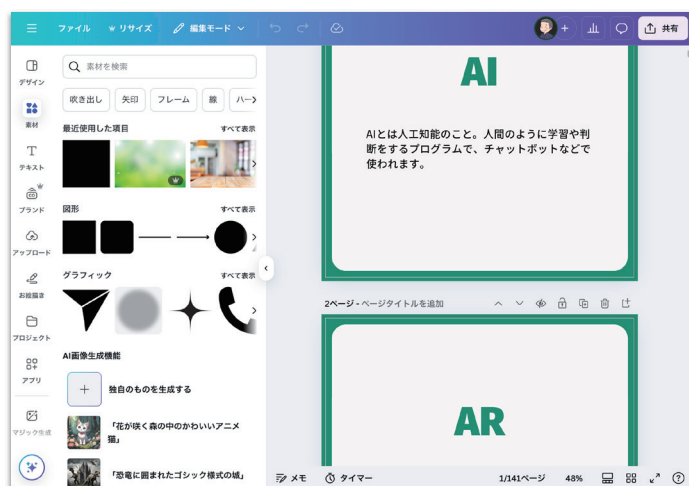 ファイル
リサイズ
編集モード
共有
デザイン
素材
テキスト
ブランド
アップロード
お絵描き
プロジェクト
アプリ
マジック生成
素材を検索
吹き出し
矢印
フレーム
線
ハー
最近使用した項目
すべて表示
図形
すべて表示
グラフィック
すべて表示
AI画像生成機能
独自のものを生成する
「花が咲く森の中のかわいいアニメ
猫」
「恐竜に囲まれたゴシック様式の城」
AI
AIとは人工知能のこと。人間のように学習や判
断をするプログラムで、チャットボットなどで
使われます。
2ページ - ページタイトルを追加
AR
メモ
タイマー
1/141ページ
48%